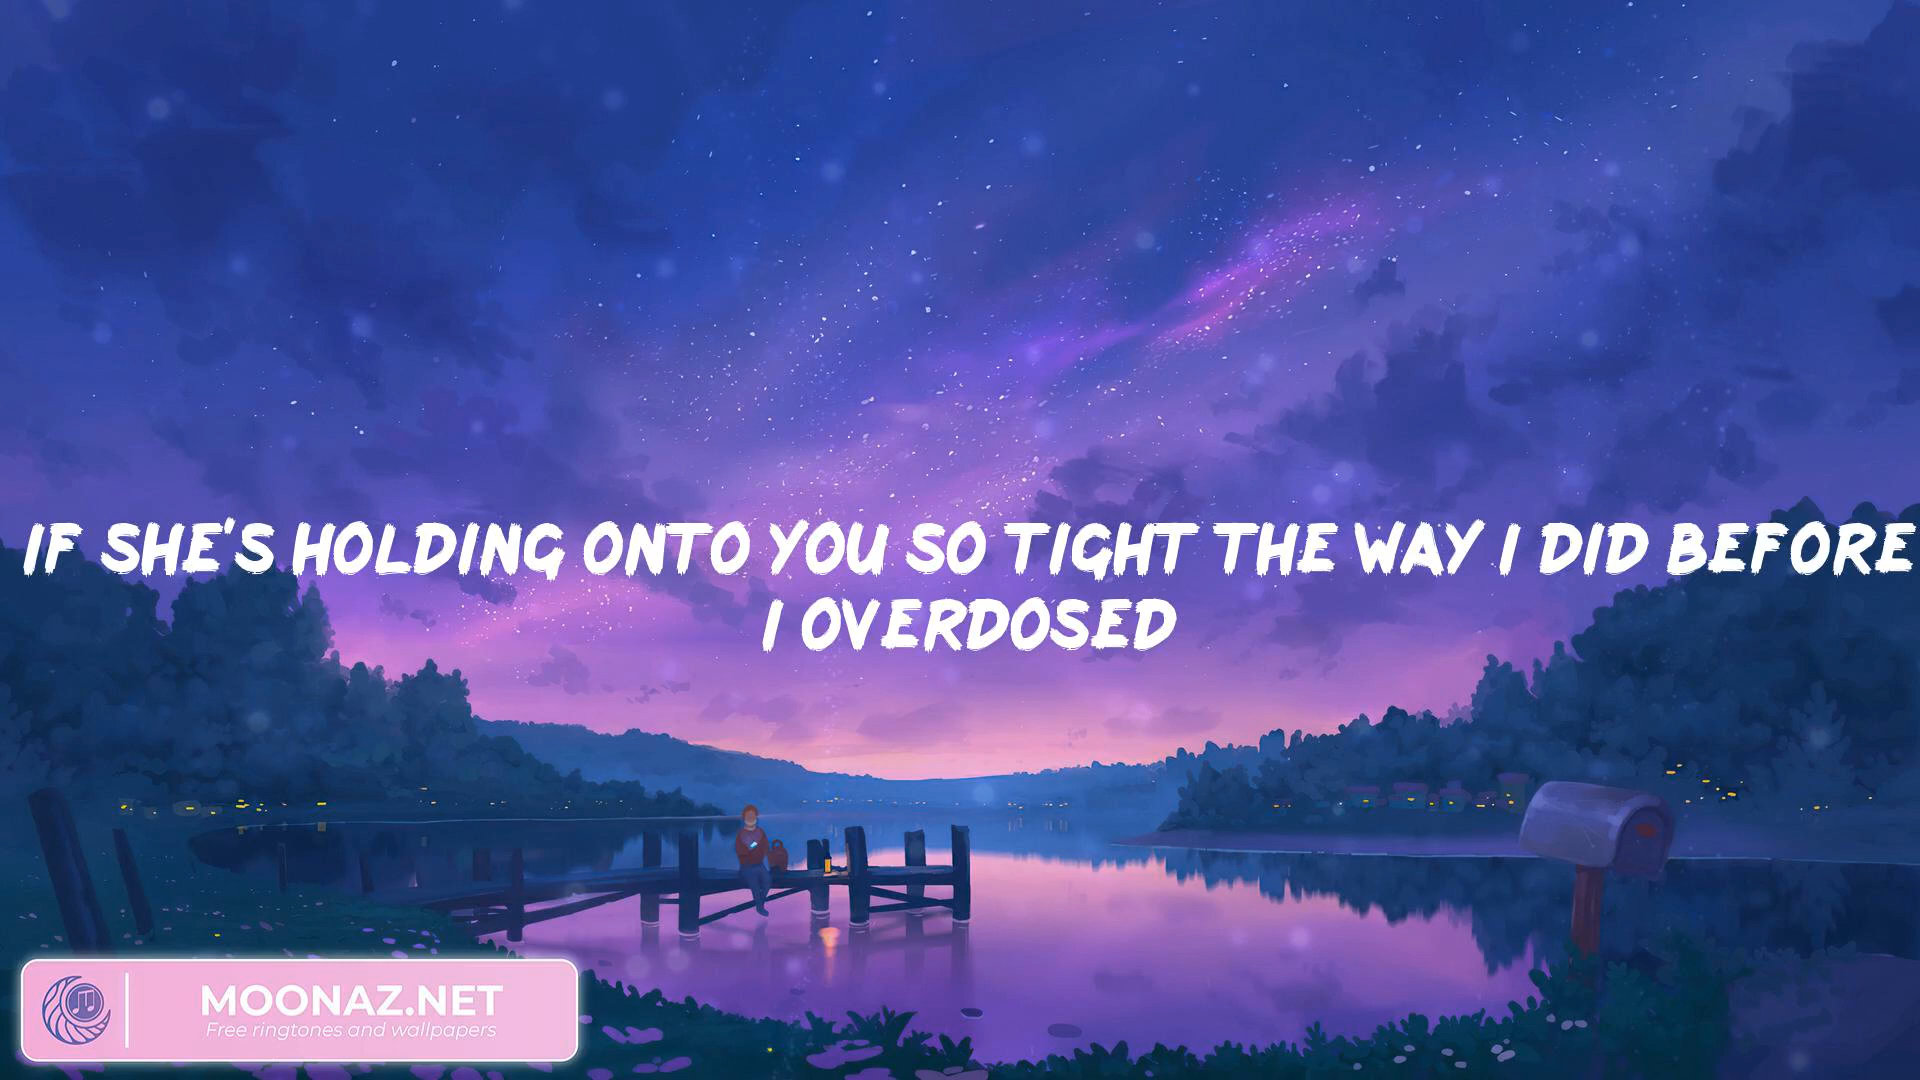 IF SHE'S HOLDING ONTO YOU SO TIGHT THE WAY I DID BEFORE
I OVERDOSED
MOONAZ.NET
Free ringtones and wallpapers